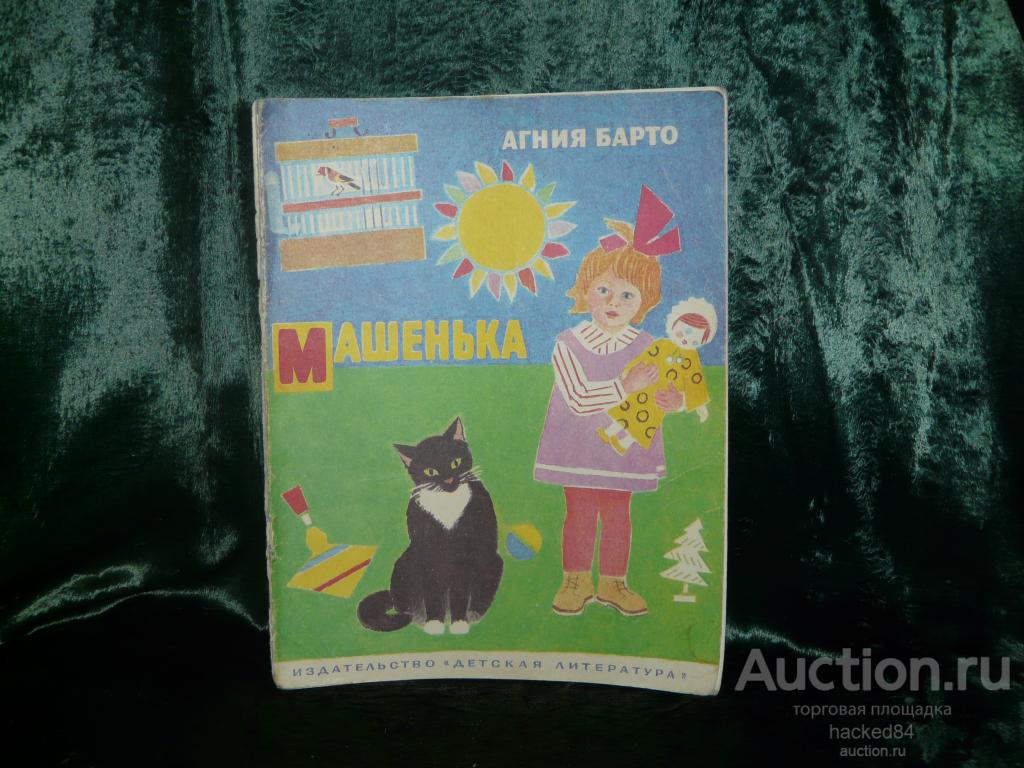 АГНИЯ БАРТО
МАШЕНЬКА
ИЗДАТЕЛЬСТВО «ДЕТСКАЯ ЛИТЕРАТУРА»
Auction.ru
торговая площадка
hacked84
auction.ru